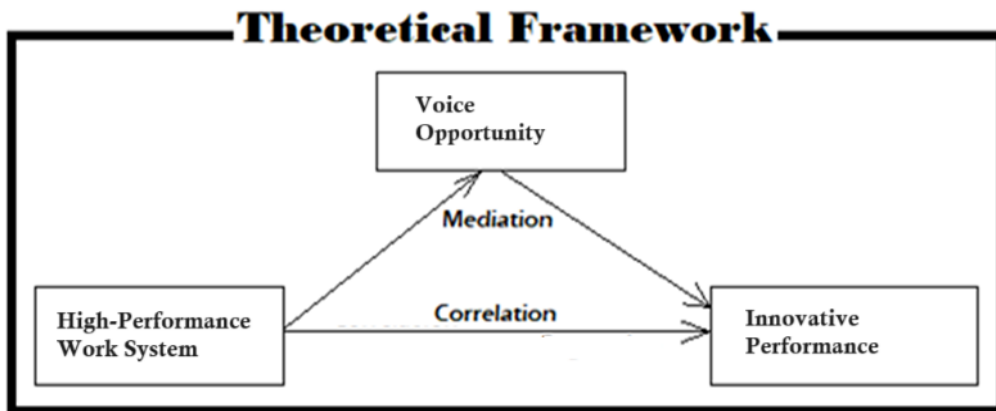 Theoretical Framework
Voice
Opportunity
Mediation
Correlation
High-Performance
Work System
Innovative
Performance